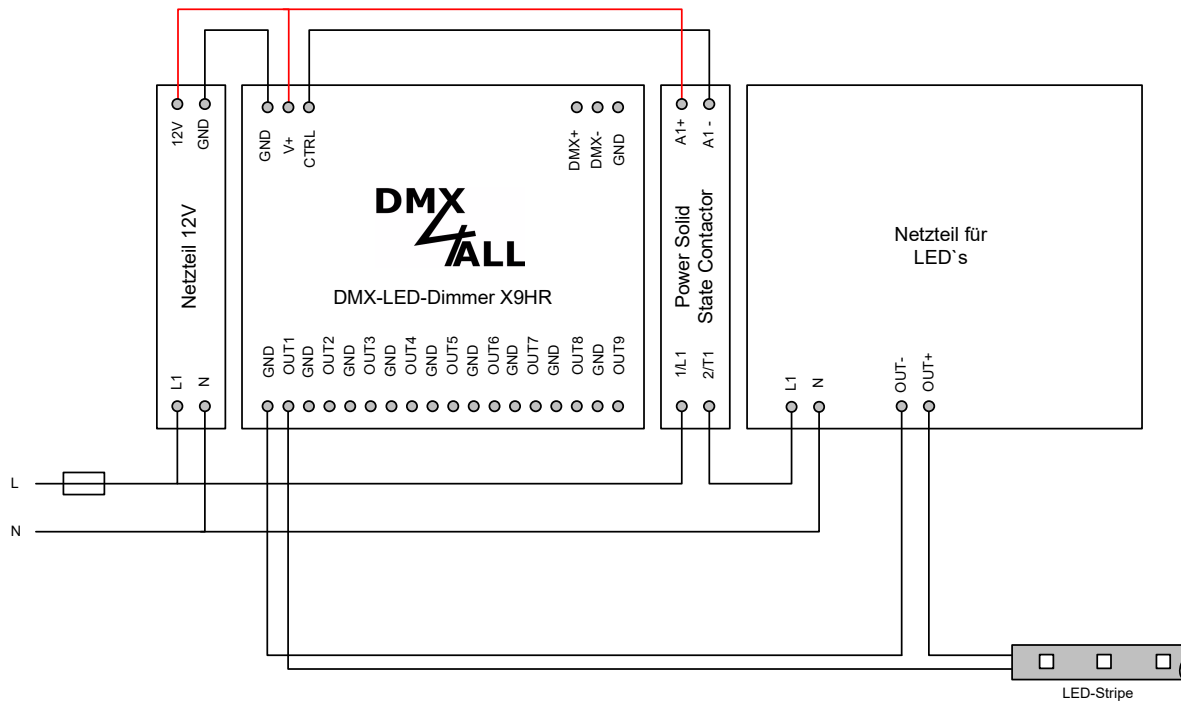 12V
GND
Netzteil 12V
L1
N
GND
V+
CTRL
DMX+
DMX-
GND
DMX
4
ALL
DMX-LED-Dimmer X9HR
GND
OUT1
GND
OUT2
GND
OUT3
GND
OUT4
GND
OUT5
GND
OUT6
GND
OUT7
GND
OUT8
GND
OUT9
A1+
A1 -
Power Solid
State Contactor
1/L1
2/T1
Netzteil für
LED`s
L1
N
OUT-
OUT+
L
N
LED-Stripe